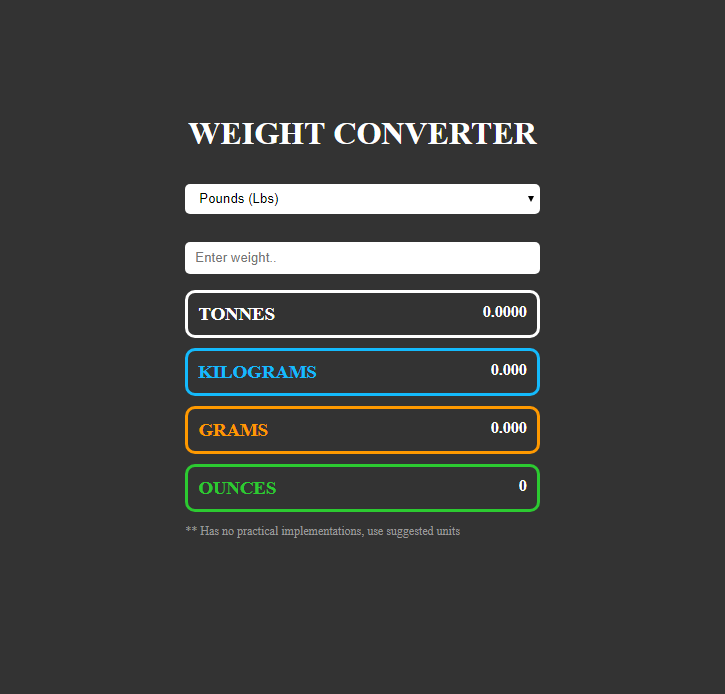 WEIGHT CONVERTER
Pounds (Lbs)
Enter weight..
TONNES 0.0000
KILOGRAMS 0.000
GRAMS 0.000
OUNCES 0
** Has no practical implementations, use suggested units